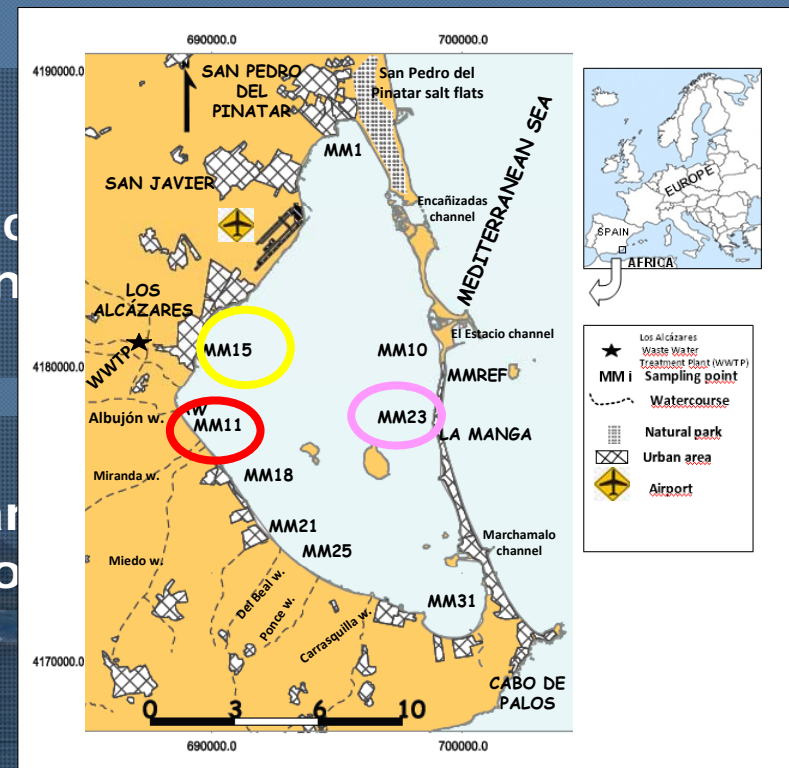 690000.0
700000.0
4190000.0
SAN PEDRO
DEL
PINATAR
San Pedro del
Pinatar salt flats
MM1
MEDITERRANEAN SEA
SAN JAVIER
Encañizadas
channel
LOS
ALCÁZARES
El Estacio channel
4180000.0
MM15
MM10
WWTP
MMREF
Albujón w.
MM11
MM23
LA MANGA
Miranda w.
MM18
MM21
Marchamalo
channel
MM25
Miedo w.
Del Beal w.
Ponce w.
Carrasquilla w.
MM31
4170000.0
CABO DE
PALOS
0 3 6 10
690000.0
700000.0
EUROPE
SPAIN
AFRICA
Los Alcázares
Waste Water
Treatment Plant (WWTP)
MM i Sampling point
Watercourse
Natural park
Urban area
Airport